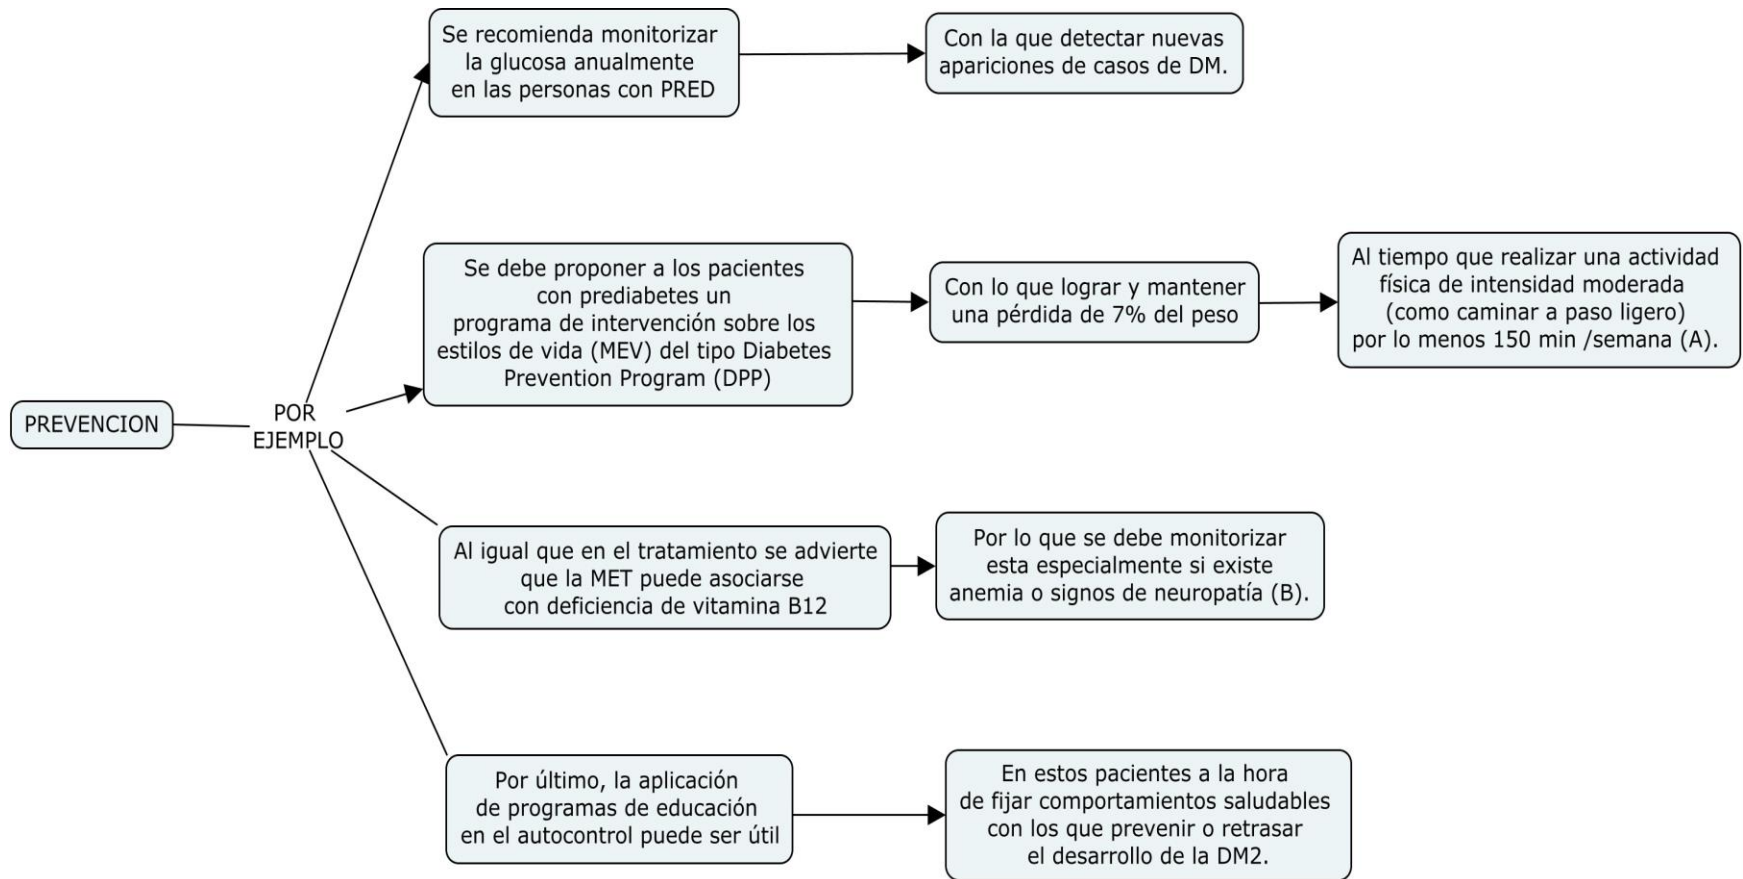 PREVENCION
POR
EJEMPLO
Se recomienda monitorizar
la glucosa anualmente
en las personas con PRED
Con la que detectar nuevas
apariciones de casos de DM.
Se debe proponer a los pacientes
con prediabetes un
programa de intervención sobre los
estilos de vida (MEV) del tipo Diabetes
Prevention Program (DPP)
Con lo que lograr y mantener
una pérdida de 7% del peso
Al tiempo que realizar una actividad
física de intensidad moderada
(como caminar a paso ligero)
por lo menos 150 min /semana (A).
Al igual que en el tratamiento se advierte
que la MET puede asociarse
con deficiencia de vitamina B12
Por lo que se debe monitorizar
esta especialmente si existe
anemia o signos de neuropatía (B).
Por último, la aplicación
de programas de educación
en el autocontrol puede ser útil
En estos pacientes a la hora
de fijar comportamientos saludables
con los que prevenir o retrasar
el desarrollo de la DM2.